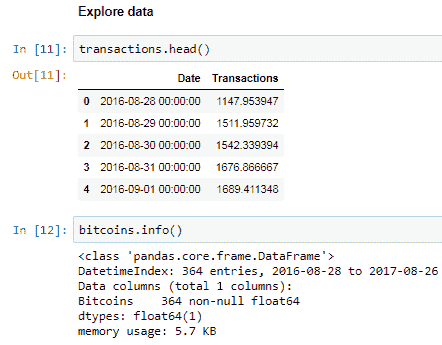 Explore data
In [11]: transactions.head()
Out[11]:
Date Transactions
0 2016-08-28 00:00:00 1147.953947
1 2016-08-29 00:00:00 1511.959732
2 2016-08-30 00:00:00 1542.339394
3 2016-08-31 00:00:00 1676.866667
4 2016-09-01 00:00:00 1689.411348
In [12]: bitcoins.info()
<class 'pandas.core.frame.DataFrame'>
DatetimeIndex: 364 entries, 2016-08-28 to 2017-08-26
Data columns (total 1 columns):
Bitcoins    364 non-null float64
dtypes: float64(1)
memory usage: 5.7 KB